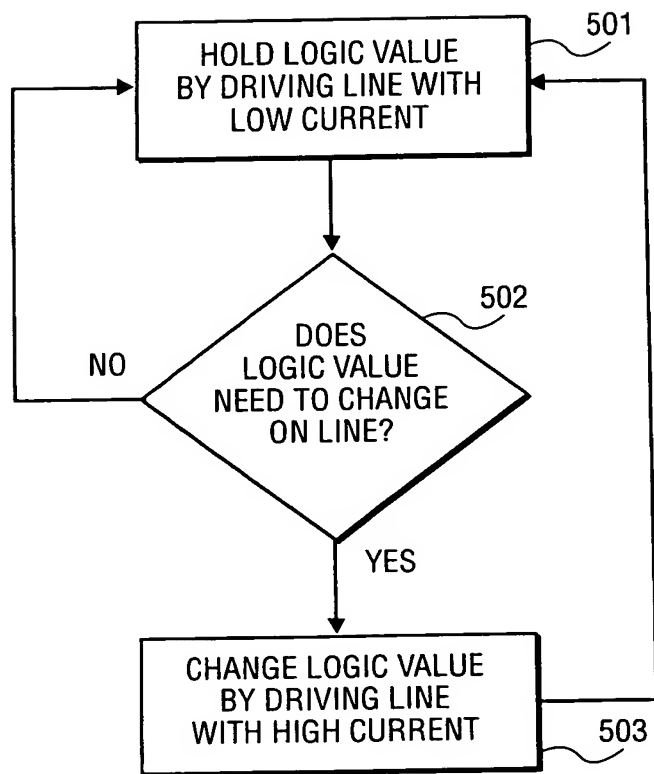 501
HOLD LOGIC VALUE
BY DRIVING LINE WITH
LOW CURRENT
502
DOES
LOGIC VALUE
NEED TO CHANGE
ON LINE?
NO
YES
CHANGE LOGIC VALUE
BY DRIVING LINE
WITH HIGH CURRENT
503